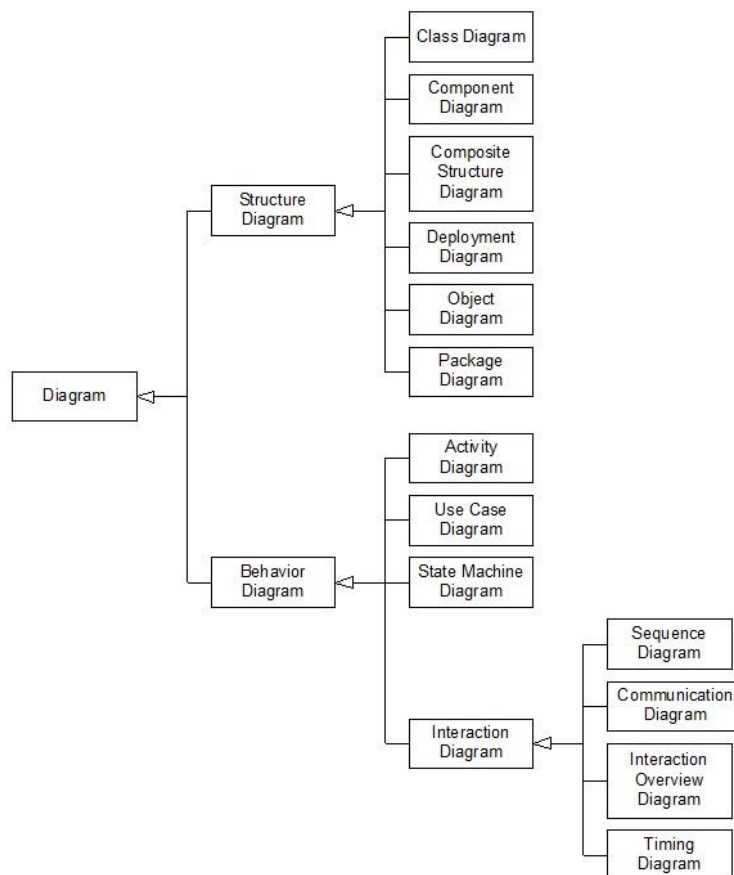 Class Diagram
Component
Diagram
Composite
Structure
Diagram
Structure
Diagram
Deployment
Diagram
Object
Diagram
Package
Diagram
Diagram
Activity
Diagram
Use Case
Diagram
Behavior
Diagram
State Machine
Diagram
Sequence
Diagram
Communication
Diagram
Interaction
Diagram
Interaction
Overview
Diagram
Timing
Diagram